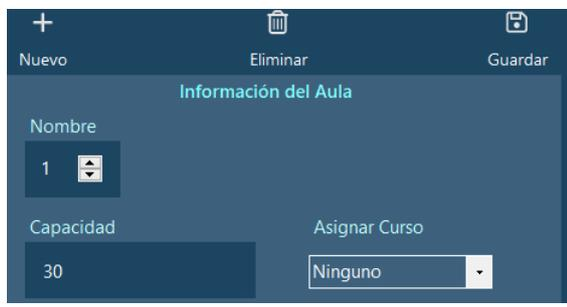 Nuevo Eliminar Guardar
Información del Aula
Nombre
1
Capacidad Asignar Curso
30 Ninguno